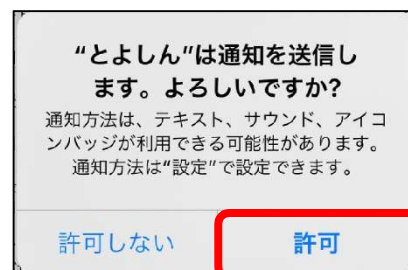 “とよしん”は通知を送信し
ます。よろしいですか?
通知方法は、テキスト、サウンド、アイコ
ンバッジが利用できる可能性があります。
通知方法は“設定”で設定できます。
許可しない
許可